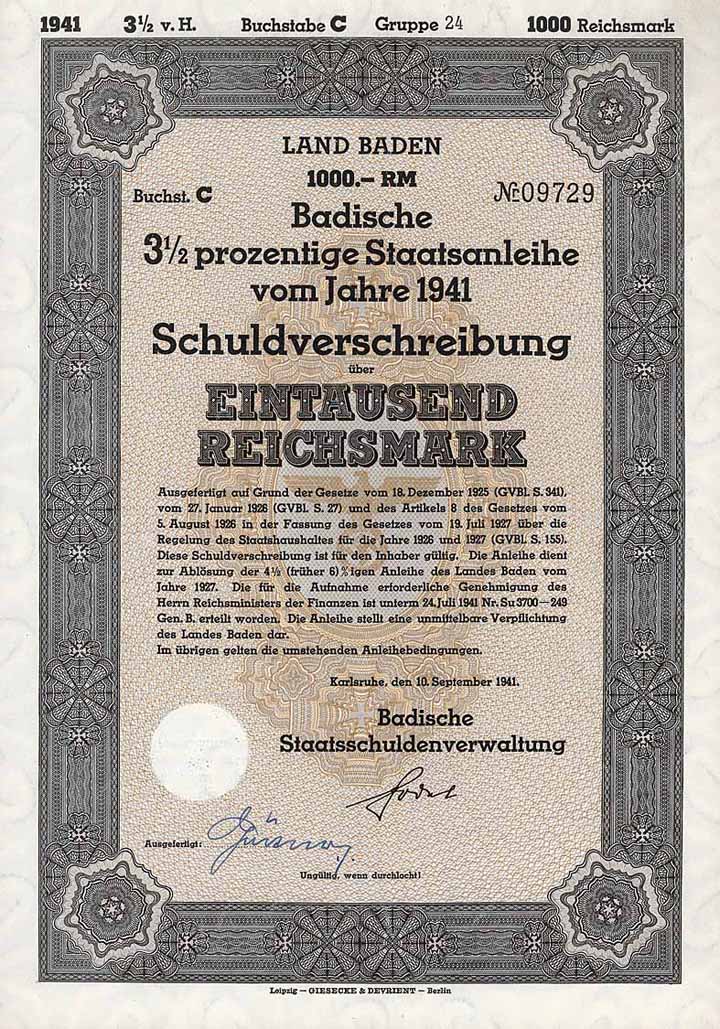 1941 3½ v. H. Buchstabe C Gruppe 24 1000 Reichsmark
LAND BADEN
1000.– RM
Buchst. C № 09729
Badische
3½ prozentige Staatsanleihe
vom Jahre 1941
Schuldverschreibung
über
EINTAUSEND
REICHSMARK
Ausgefertigt auf Grund der Gesetze vom 18. Dezember 1925 (GVBl. S. 341),
vom 27. Januar 1926 (GVBl. S. 27) und des Artikels 8 des Gesetzes vom
5. August 1926 in der Fassung des Gesetzes vom 19. Juli 1927 über die
Regelung des Staatshaushaltes für die Jahre 1926 und 1927 (GVBl. S. 155).
Diese Schuldverschreibung ist für den Inhaber gültig. Die Anleihe dient
zur Ablösung der 4½ (früher 6) %igen Anleihe des Landes Baden vom
Jahre 1927. Die für die Aufnahme erforderliche Genehmigung des
Herrn Reichsministers der Finanzen ist unterm 24. Juli 1941 Nr. Su 3700—249
Gen. B. erteilt worden. Die Anleihe stellt eine unmittelbare Verpflichtung
des Landes Baden dar.
Im übrigen gelten die umstehenden Anleihebedingungen.
Karlsruhe, den 10. September 1941.
Badische
Staatsschuldenverwaltung
Ausgefertigt:
Ungültig, wenn durchlocht!
Leipzig — GIESECKE & DEVRIENT — Berlin